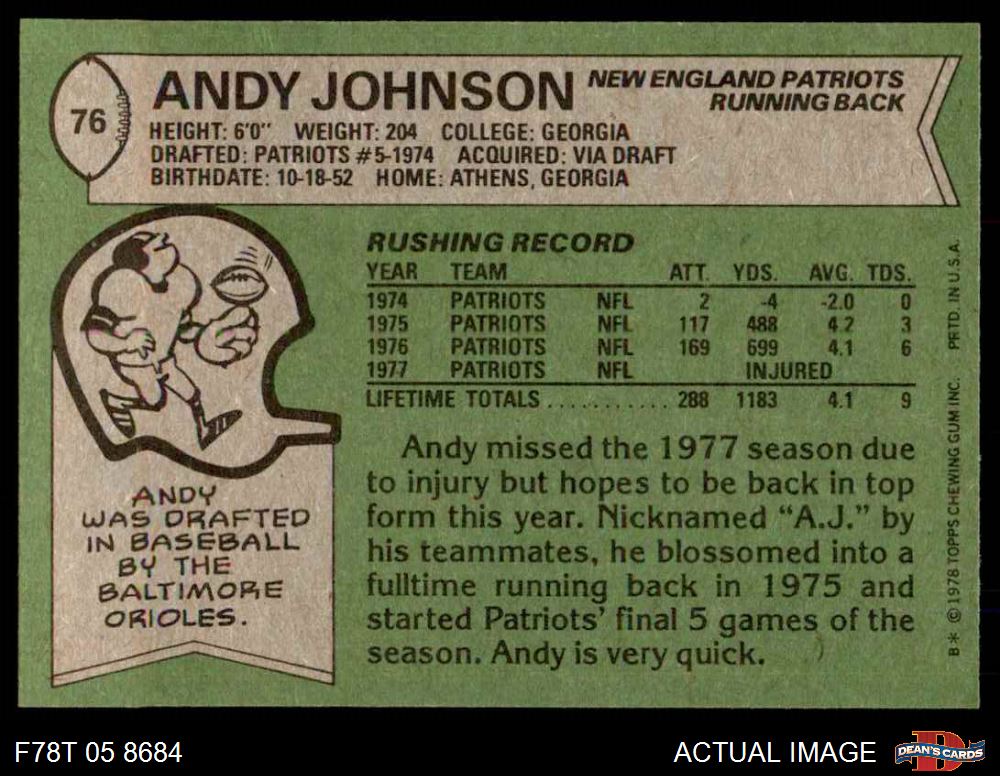 76
ANDY JOHNSON
NEW ENGLAND PATRIOTS
RUNNING BACK
HEIGHT: 6'0" WEIGHT: 204 COLLEGE: GEORGIA
DRAFTED: PATRIOTS #5-1974 ACQUIRED: VIA DRAFT
BIRTHDATE: 10-18-52 HOME: ATHENS, GEORGIA
RUSHING RECORD
YEAR TEAM ATT. YDS. AVG. TDS.
1974 PATRIOTS NFL 2 -4 -2.0 0
1975 PATRIOTS NFL 117 488 4.2 3
1976 PATRIOTS NFL 169 699 4.1 6
1977 PATRIOTS NFL INJURED
LIFETIME TOTALS ........... 288 1183 4.1 9
Andy missed the 1977 season due
to injury but hopes to be back in top
form this year. Nicknamed “A.J.” by
his teammates, he blossomed into a
fulltime running back in 1975 and
started Patriots' final 5 games of the
season. Andy is very quick.
ANDY
WAS DRAFTED
IN BASEBALL
BY THE
BALTIMORE
ORIOLES.
B* © 1978 TOPPS CHEWING GUM INC. PRTD. IN U.S.A.
F78T 05 8684
ACTUAL IMAGE
DEAN'S CARDS